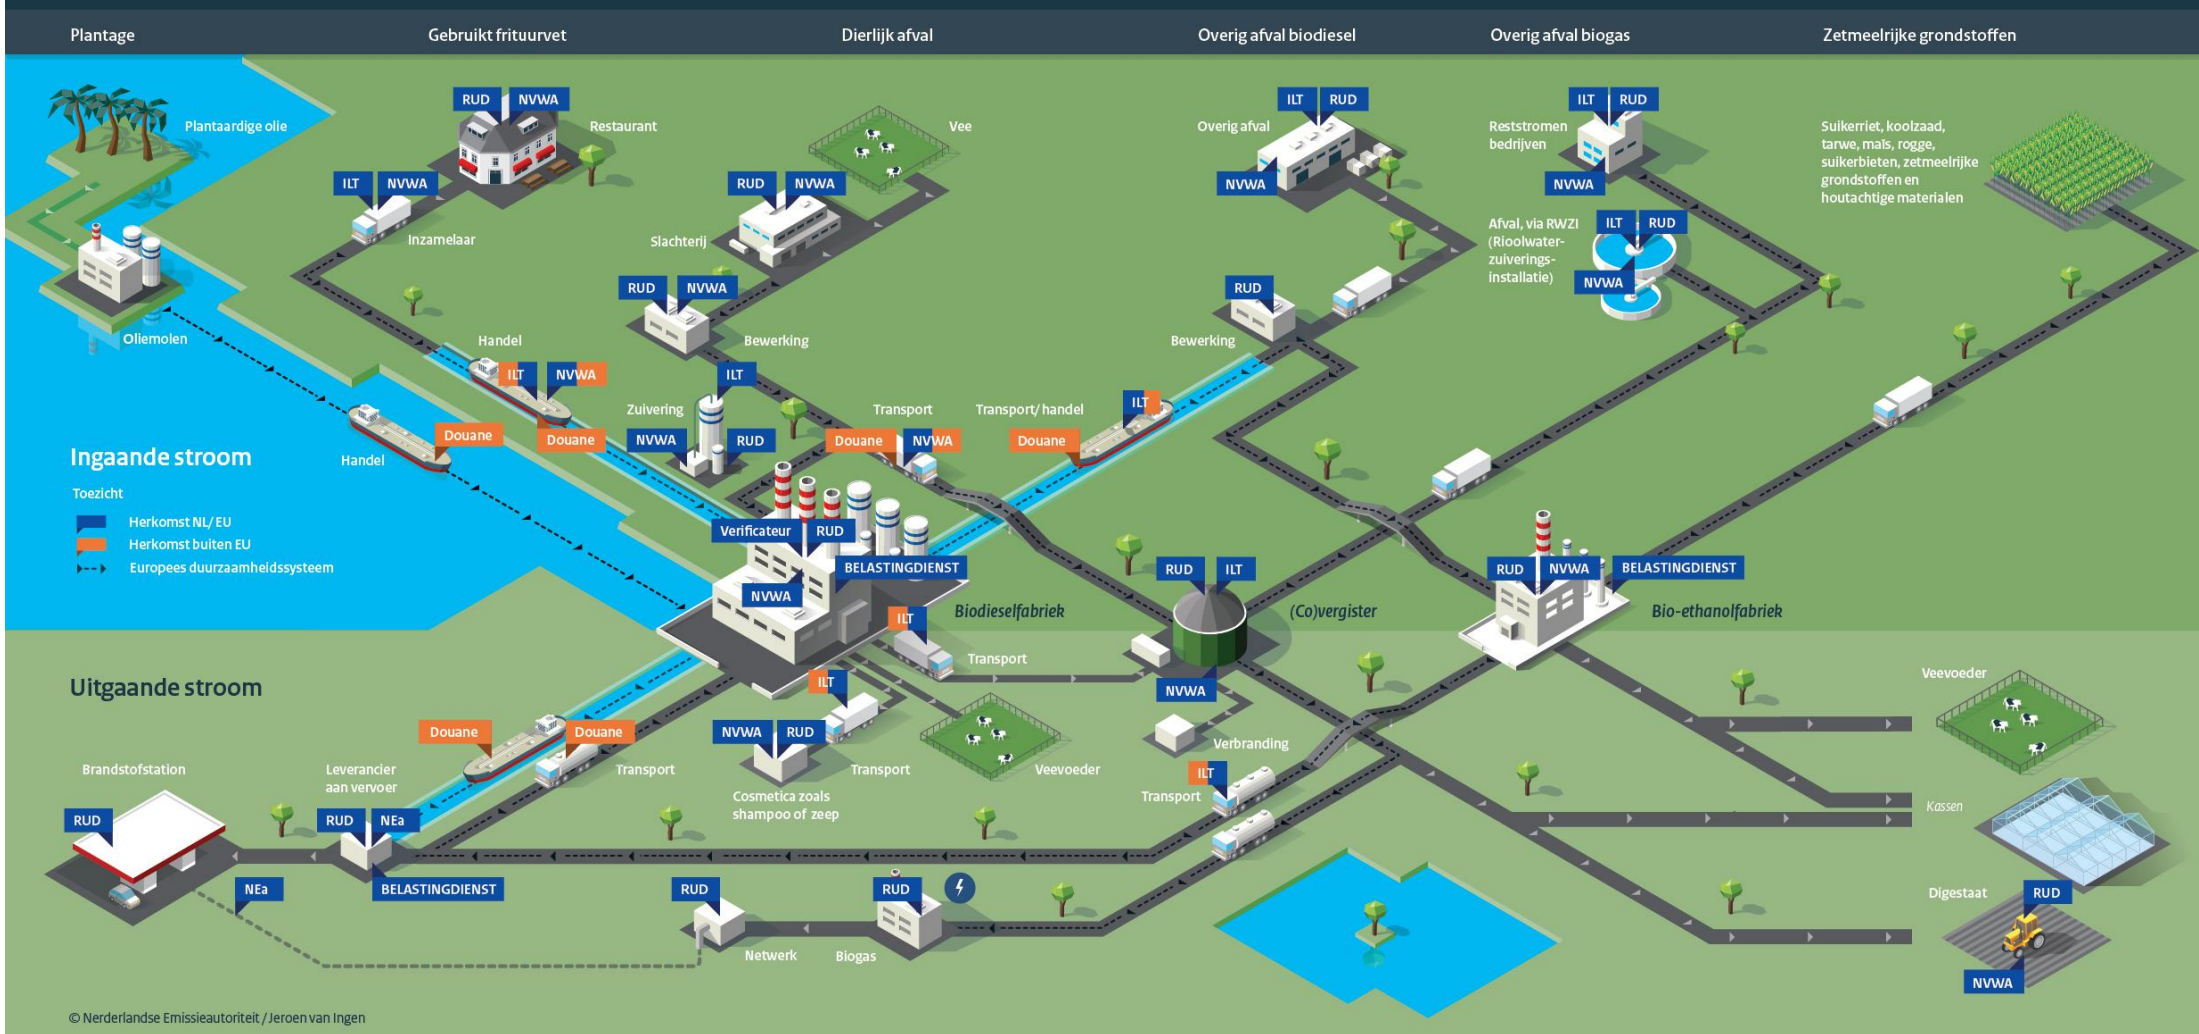 Plantage
Gebruikt frituurvet
Dierlijk afval
Overig afval biodiesel
Overig afval biogas
Zetmeelrijke grondstoffen
Plantaardige olie
RUD
NVWA
Restaurant
ILT
NVWA
Inzamelaar
Vee
RUD
NVWA
Slachterij
RUD
NVWA
Bewerking
ILT
RUD
Overig afval
NVWA
ILT
RUD
Reststromen
bedrijven
NVWA
Afval, via RWZI
(Rioolwater-
zuiverings-
installatie)
ILT
RUD
NVWA
Suikerriet, koolzaad,
tarwe, maïs, rogge,
suikerbieten, zetmeelrijke
grondstoffen en
houtachtige materialen
Oliemolen
Handel
ILT
NVWA
Douane
Handel
Douane
Zuivering
ILT
NVWA
RUD
Transport
Douane
NVWA
Transport/handel
ILT
Douane
RUD
Bewerking
Ingaande stroom
Toezicht
Herkomst NL/EU
Herkomst buiten EU
Europees duurzaamheidssysteem
Verificateur
RUD
BELASTINGDIENST
NVWA
Biodieselfabriek
RUD
ILT
(Co)vergister
NVWA
RUD
NVWA
BELASTINGDIENST
Bio-ethanolfabriek
Uitgaande stroom
ILT
Transport
ILT
NVWA
RUD
Transport
Cosmetica zoals
shampoo of zeep
Veevoeder
Verbranding
ILT
Transport
Douane
Douane
Transport
Brandstofstation
RUD
Leverancier
aan vervoer
RUD
NEa
BELASTINGDIENST
NEa
RUD
Netwerk
RUD
Biogas
Veevoeder
Kassen
Digestaat
RUD
NVWA
© Nerderlandse Emissieautoriteit / Jeroen van Ingen